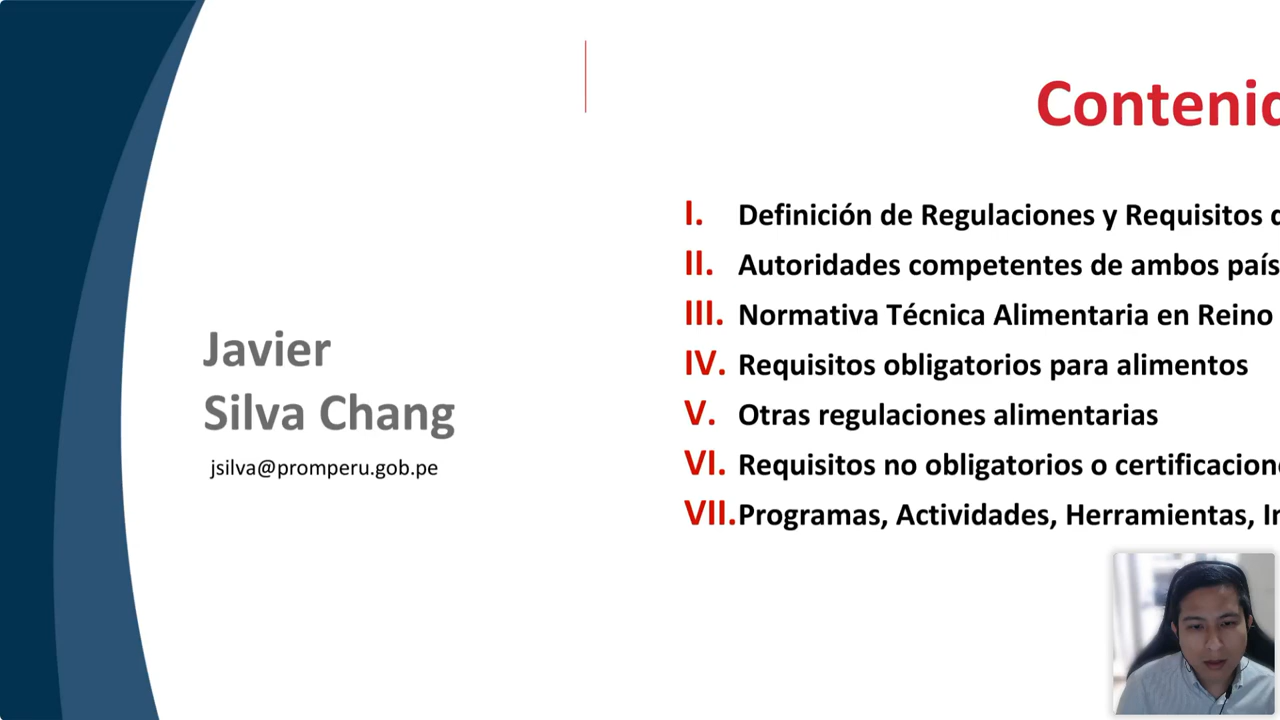 Javier
Silva Chang
jsilva@promperu.gob.pe
Conteni
I. Definición de Regulaciones y Requisitos
II. Autoridades competentes de ambos país
III. Normativa Técnica Alimentaria en Reino
IV. Requisitos obligatorios para alimentos
V. Otras regulaciones alimentarias
VI. Requisitos no obligatorios o certificacion
VII. Programas, Actividades, Herramientas,